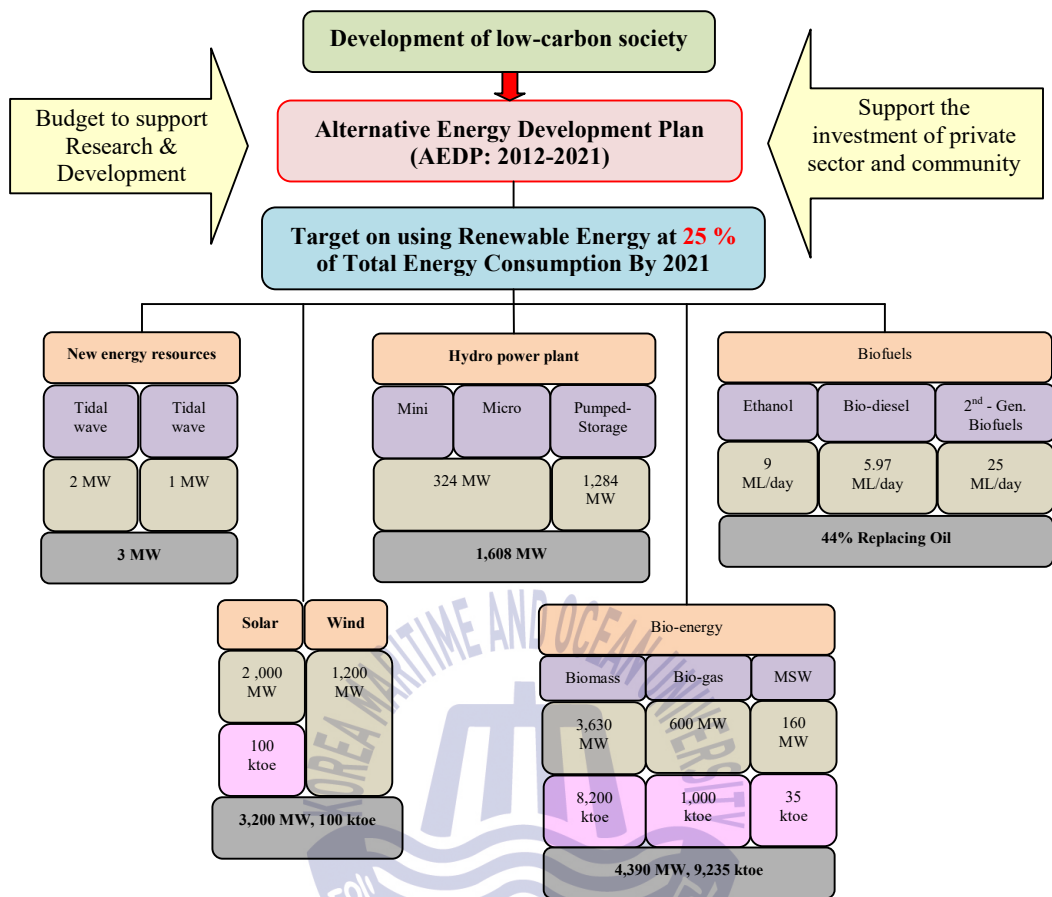 Development of low-carbon society
Budget to support
Research &
Development
Alternative Energy Development Plan
(AEDP: 2012-2021)
Support the
investment of private
sector and community
Target on using Renewable Energy at 25 %
of Total Energy Consumption By 2021
New energy resources
Tidal
wave
Tidal
wave
2 MW
1 MW
3 MW
Hydro power plant
Mini
Micro
Pumped-
Storage
324 MW
1,284
MW
1,608 MW
Biofuels
Ethanol
Bio-diesel
2nd - Gen.
Biofuels
9
ML/day
5.97
ML/day
25
ML/day
44% Replacing Oil
Solar
Wind
2 ,000
MW
1,200
MW
100
ktoe
3,200 MW, 100 ktoe
Bio-energy
Biomass
Bio-gas
MSW
3,630
MW
600 MW
160
MW
8,200
ktoe
1,000
ktoe
35
ktoe
4,390 MW, 9,235 ktoe
KOREA MARITIME AND OCEAN UNIVERSITY